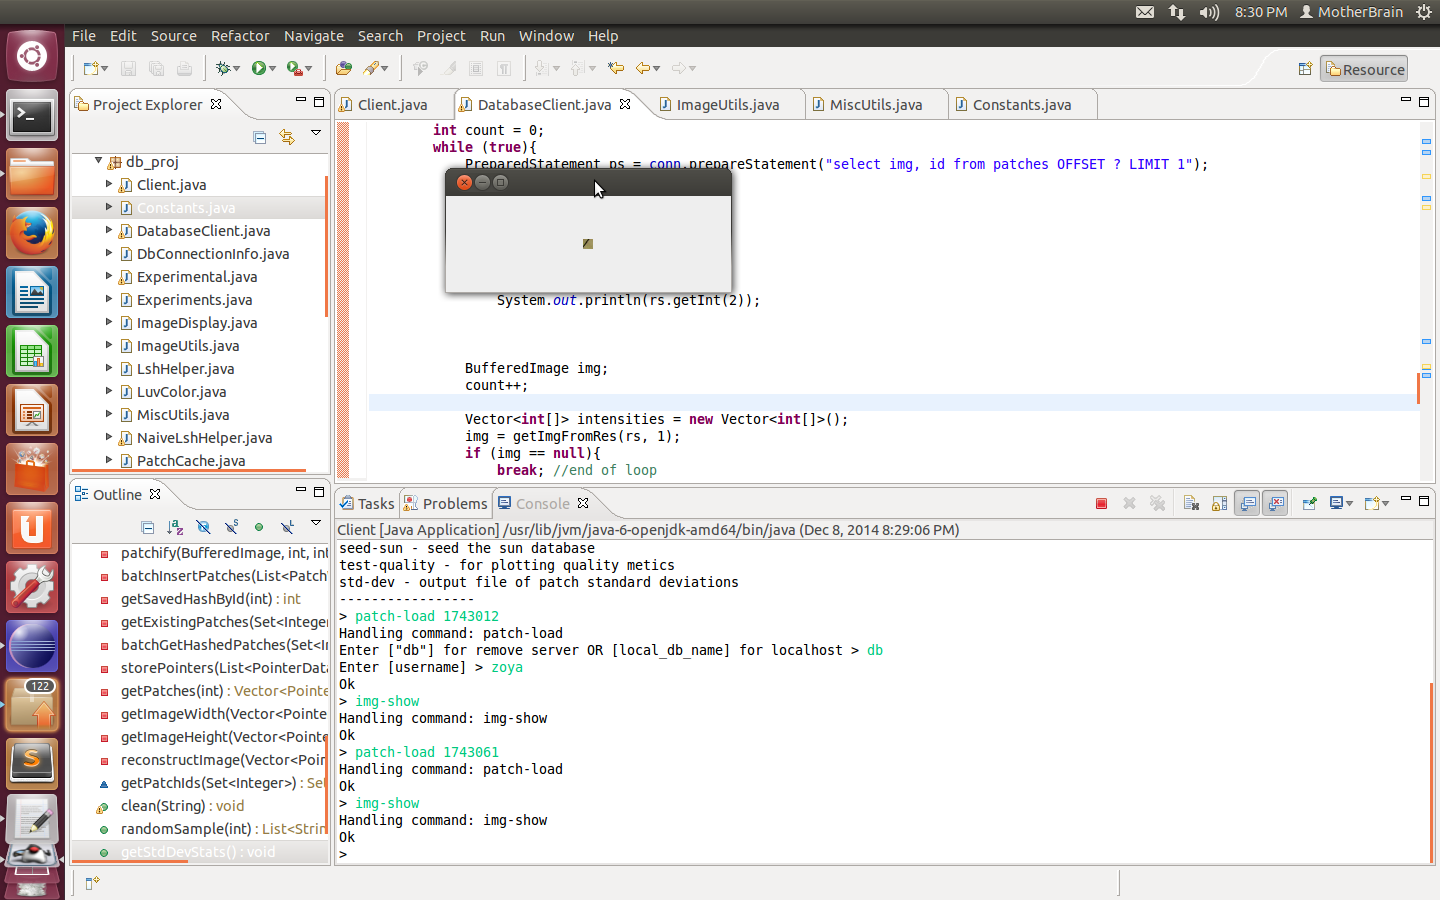 8:30 PM MotherBrain
File Edit Source Refactor Navigate Search Project Run Window Help
Resource
Project Explorer
db_proj
Client.java
Constants.java
DatabaseClient.java
DbConnectionInfo.java
Experimental.java
Experiments.java
ImageDisplay.java
ImageUtils.java
LshHelper.java
LuvColor.java
MiscUtils.java
NaiveLshHelper.java
PatchCache.java
Client.java DatabaseClient.java ImageUtils.java MiscUtils.java Constants.java
int count = 0;
while (true){
PreparedStatement ps = conn.prepareStatement("select img, id from patches OFFSET ? LIMIT 1");
System.out.println(rs.getInt(2));
BufferedImage img;
count++;
Vector<int[]> intensities = new Vector<int[]>();
img = getImgFromRes(rs, 1);
if (img == null){
break; //end of loop
Outline
patchify(BufferedImage, int, int
batchInsertPatches(List<Patch
getSavedHashById(int) : int
getExistingPatches(Set<Integer
batchGetHashedPatches(Set<In
storePointers(List<PointerData
getPatches(int) : Vector<Pointe
getImageWidth(Vector<Pointe
getImageHeight(Vector<Pointe
reconstructImage(Vector<Poin
getPatchIds(Set<Integer>) : Se
clean(String) : void
randomSample(int) : List<Strin
getStdDevStats() : void
Tasks Problems Console
Client [Java Application] /usr/lib/jvm/java-6-openjdk-amd64/bin/java (Dec 8, 2014 8:29:06 PM)
seed-sun - seed the sun database
test-quality - for plotting quality metics
std-dev - output file of patch standard deviations
-----------------
> patch-load 1743012
Handling command: patch-load
Enter ["db"] for remove server OR [local_db_name] for localhost > db
Enter [username] > zoya
Ok
> img-show
Handling command: img-show
Ok
> patch-load 1743061
Handling command: patch-load
Ok
> img-show
Handling command: img-show
Ok
>
122